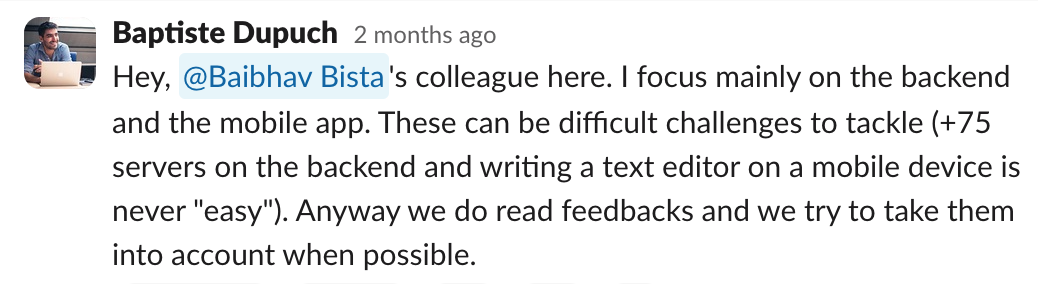 Baptiste Dupuch 2 months ago
Hey, @Baibhav Bista's colleague here. I focus mainly on the backend
and the mobile app. These can be difficult challenges to tackle (+75
servers on the backend and writing a text editor on a mobile device is
never "easy"). Anyway we do read feedbacks and we try to take them
into account when possible.